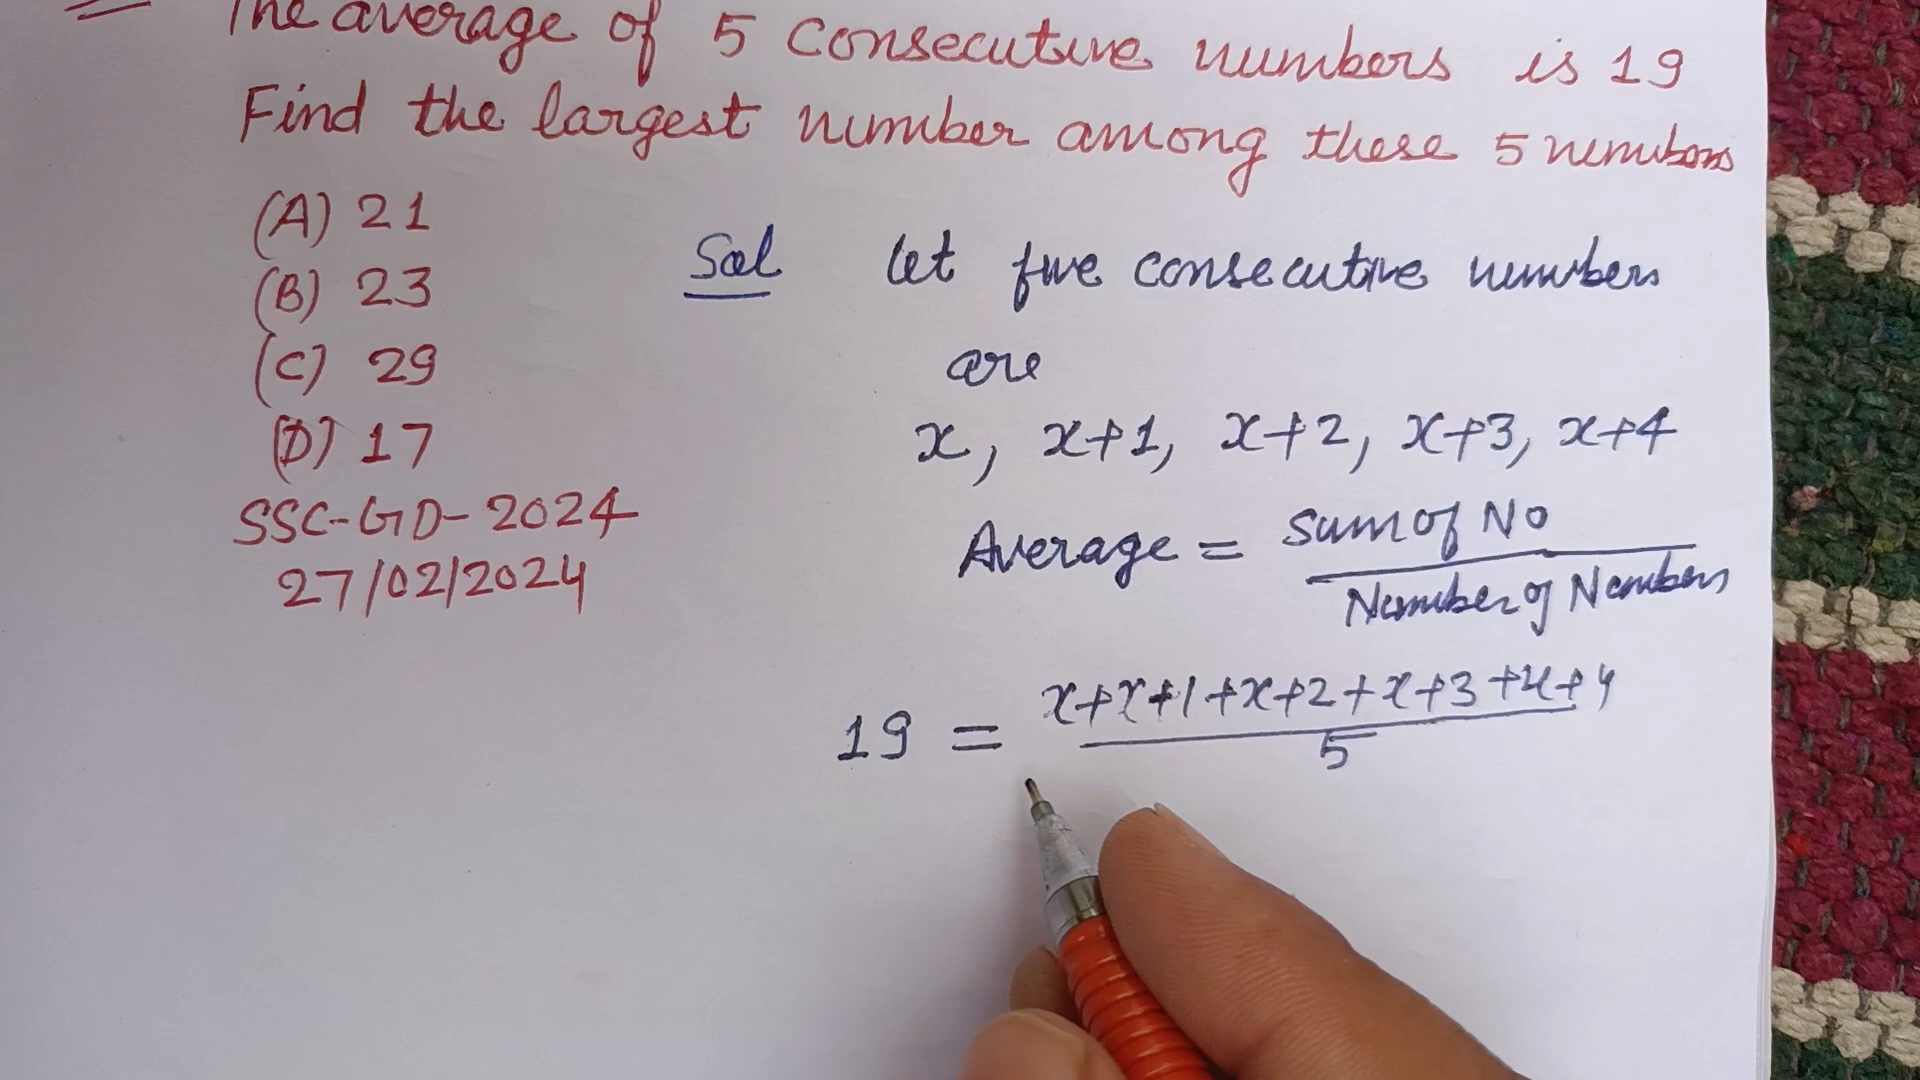 The average of 5 consecutive numbers is 19
Find the largest number among these 5 numbers
(A) 21
(B) 23
(C) 29
(D) 17
SSC-GD-2024
27/02/2024
Sol let five consecutive numbers
are
x, x+1, x+2, x+3, x+4
Average = Sum of No
Number of Numbers
19 = x+x+1+x+2+x+3+x+4
5